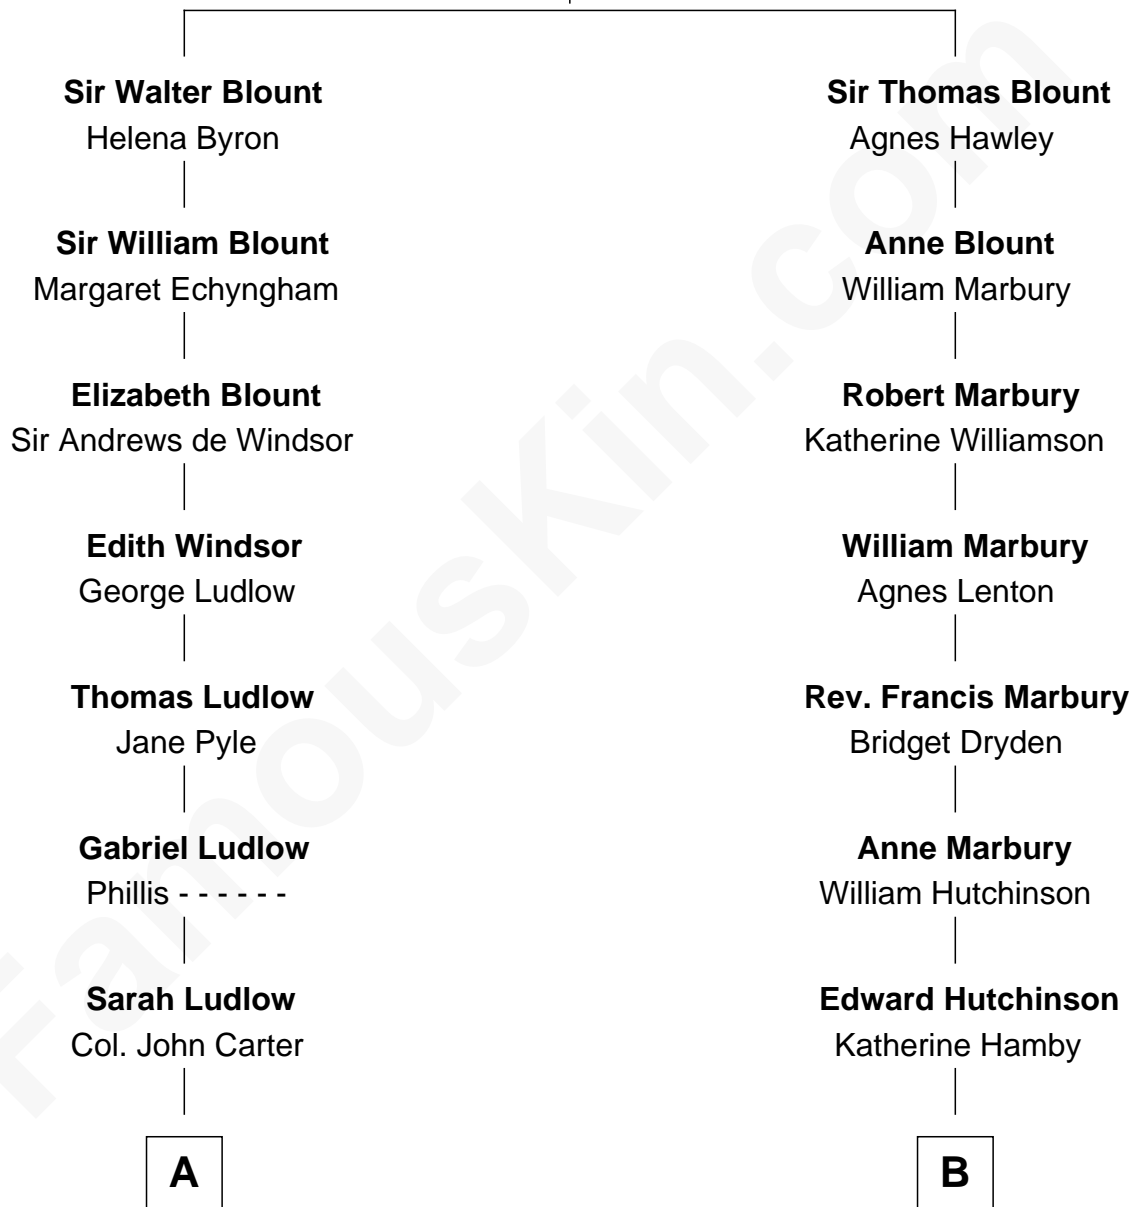 Sir Walter Blount
Helena Byron
Sir William Blount
Margaret Echyngham
Elizabeth Blount
Sir Andrews de Windsor
Edith Windsor
George Ludlow
Thomas Ludlow
Jane Pyle
Gabriel Ludlow
Phillis - - - - - -
Sarah Ludlow
Col. John Carter
A
Sir Thomas Blount
Agnes Hawley
Anne Blount
William Marbury
Robert Marbury
Katherine Williamson
William Marbury
Agnes Lenton
Rev. Francis Marbury
Bridget Dryden
Anne Marbury
William Hutchinson
Edward Hutchinson
Katherine Hamby
B
FamousKin.com